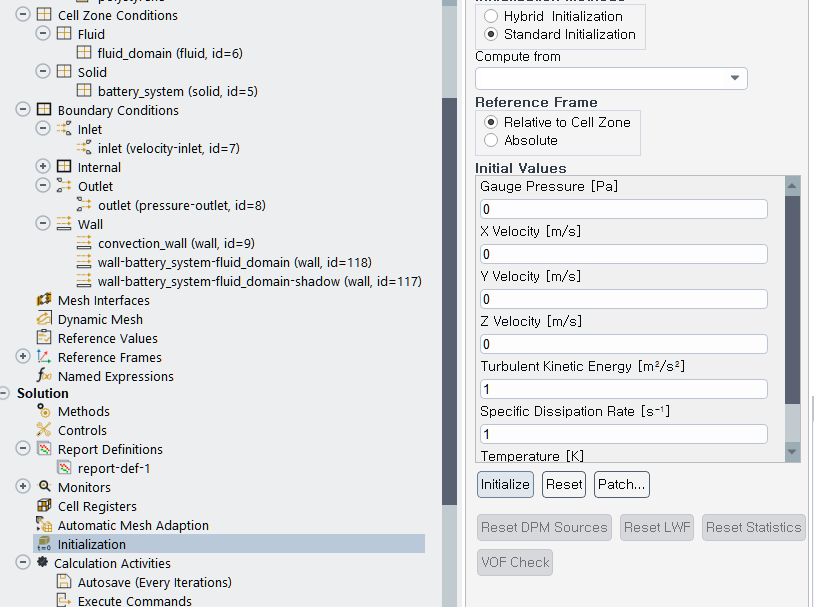 Cell Zone Conditions
Fluid
fluid_domain (fluid, id=6)
Solid
battery_system (solid, id=5)
Boundary Conditions
Inlet
inlet (velocity-inlet, id=7)
Internal
Outlet
outlet (pressure-outlet, id=8)
Wall
convection_wall (wall, id=9)
wall-battery_system-fluid_domain (wall, id=118)
wall-battery_system-fluid_domain-shadow (wall, id=117)
Mesh Interfaces
Dynamic Mesh
Reference Values
Reference Frames
Named Expressions
Solution
Methods
Controls
Report Definitions
report-def-1
Monitors
Cell Registers
Automatic Mesh Adaption
Initialization
Calculation Activities
Autosave (Every Iterations)
Execute Commands
Hybrid Initialization
Standard Initialization
Compute from
Reference Frame
Relative to Cell Zone
Absolute
Initial Values
Gauge Pressure [Pa]
0
X Velocity [m/s]
0
Y Velocity [m/s]
0
Z Velocity [m/s]
0
Turbulent Kinetic Energy [m²/s²]
1
Specific Dissipation Rate [s⁻¹]
1
Temperature [K]
Initialize Reset Patch...
Reset DPM Sources Reset LWF Reset Statistics
VOF Check